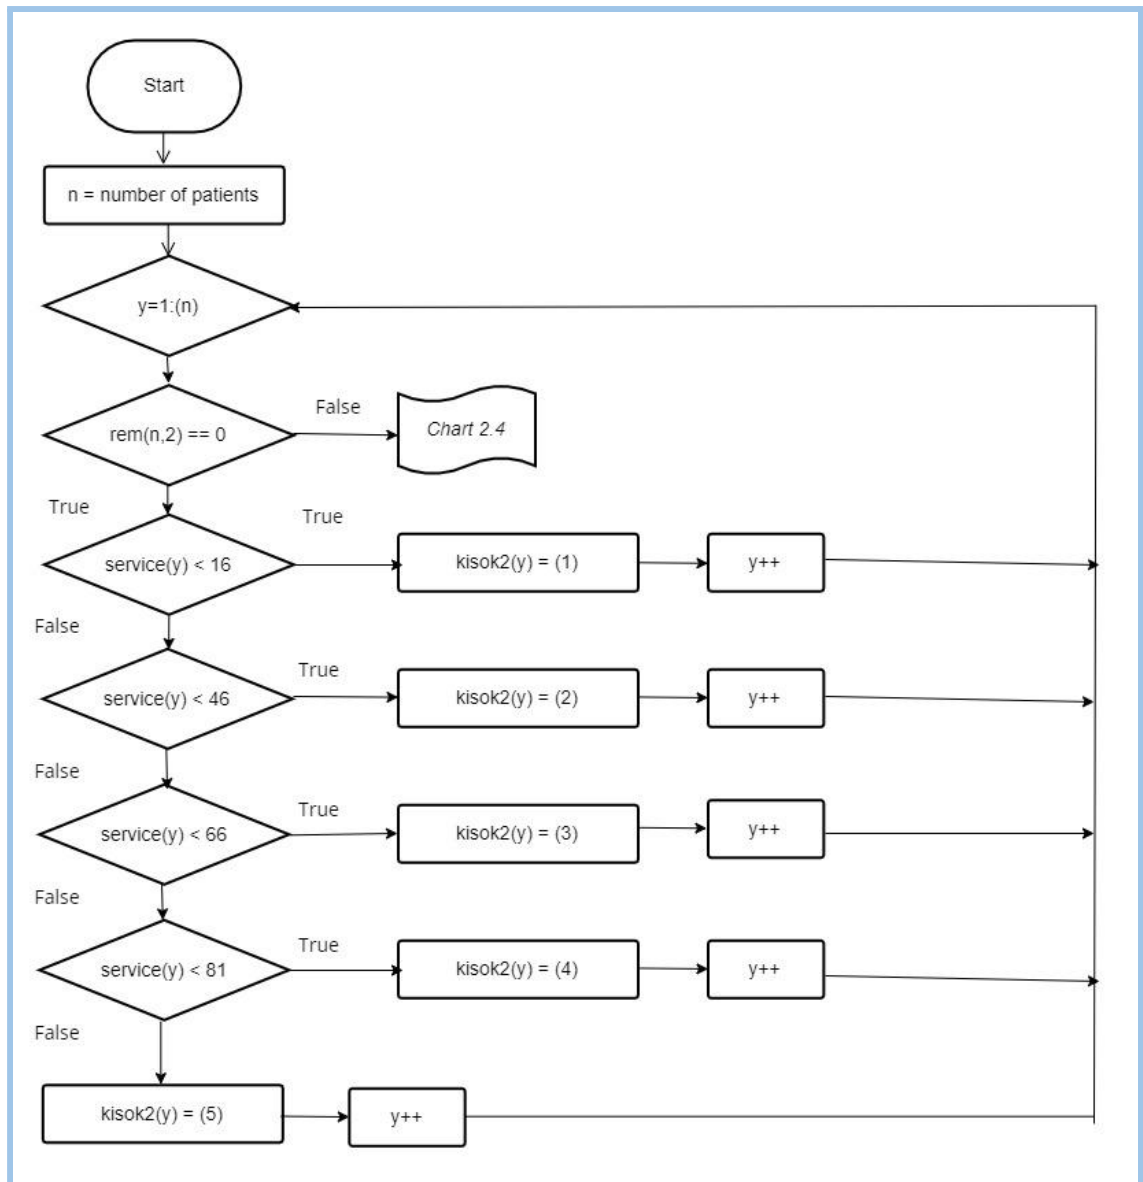 Start
n = number of patients
y=1:(n)
rem(n,2) == 0
False
Chart 2.4
True
True
service(y) < 16
kisok2(y) = (1)
y++
False
True
service(y) < 46
kisok2(y) = (2)
y++
False
True
service(y) < 66
kisok2(y) = (3)
y++
False
True
service(y) < 81
kisok2(y) = (4)
y++
False
kisok2(y) = (5)
y++